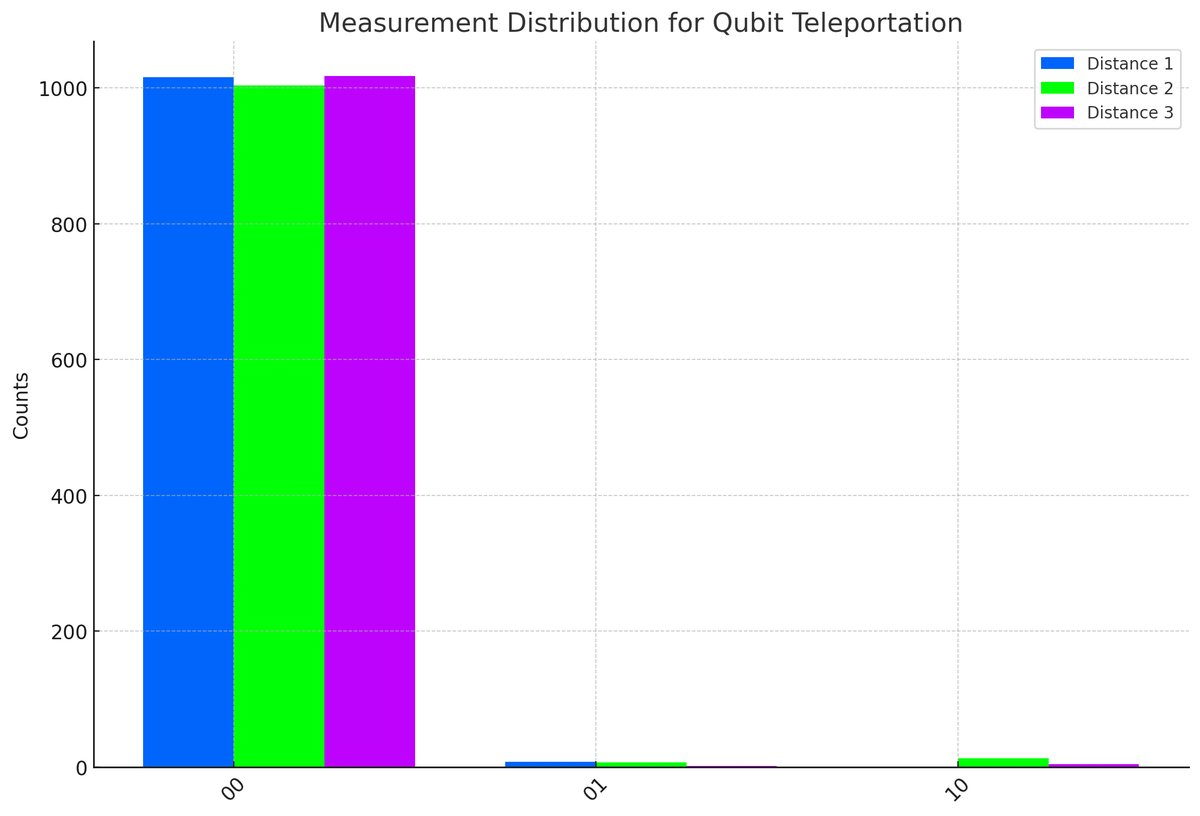 Measurement Distribution for Qubit Teleportation
Distance 1
Distance 2
Distance 3
1000
800
600
400
200
0
Counts
00
01
10